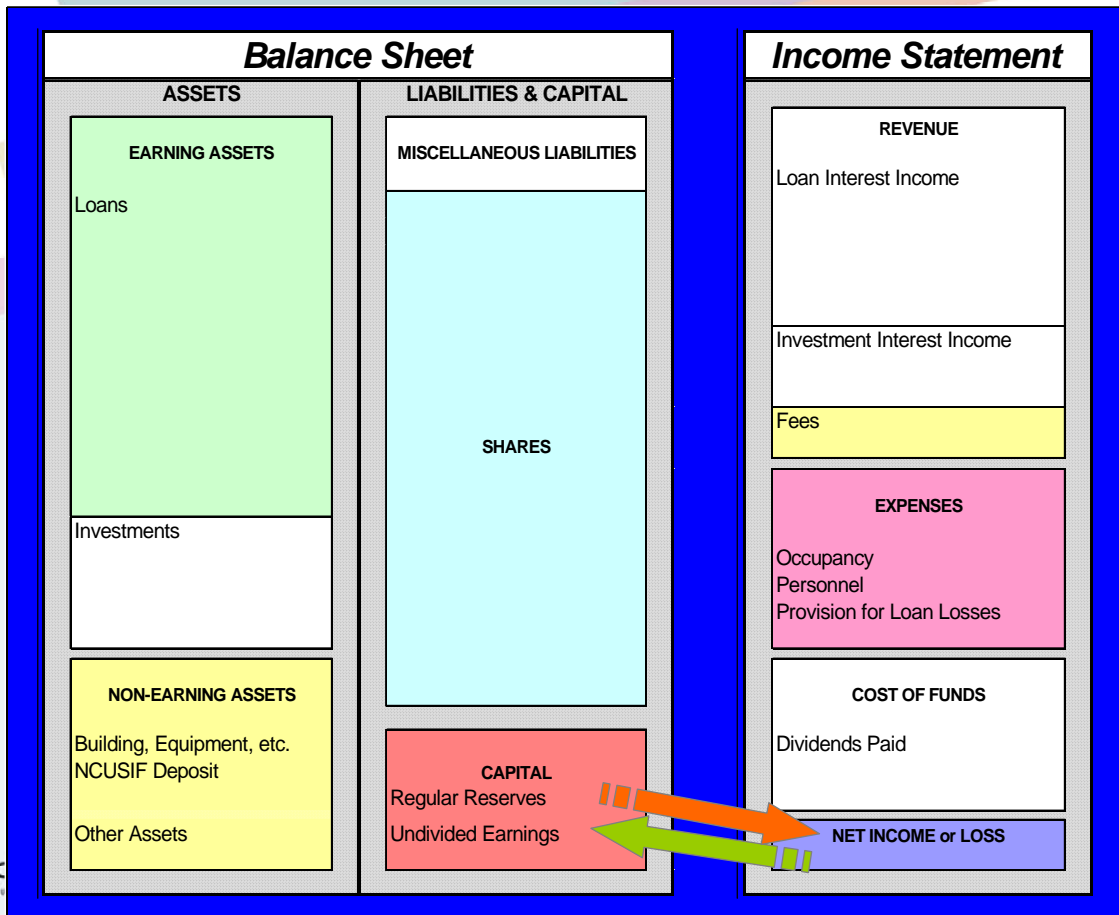 Balance Sheet
ASSETS
EARNING ASSETS
Loans
Investments
NON-EARNING ASSETS
Building, Equipment, etc.
NCUSIF Deposit
Other Assets
LIABILITIES & CAPITAL
MISCELLANEOUS LIABILITIES
SHARES
CAPITAL
Regular Reserves
Undivided Earnings
Income Statement
REVENUE
Loan Interest Income
Investment Interest Income
Fees
EXPENSES
Occupancy
Personnel
Provision for Loan Losses
COST OF FUNDS
Dividends Paid
NET INCOME or LOSS